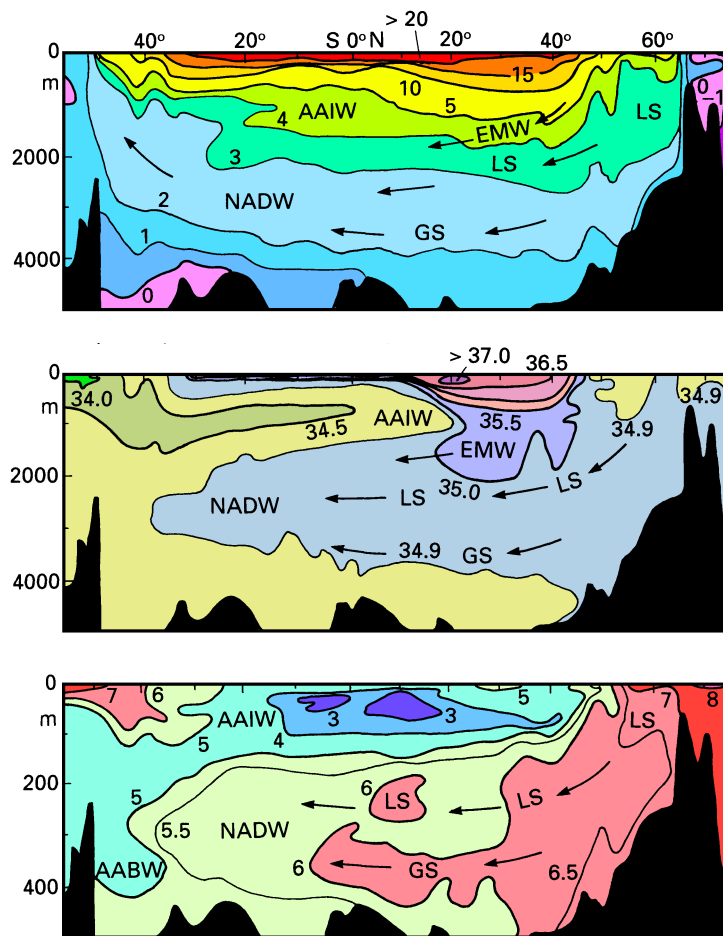 > 20
40° 20° S 0° N 20° 40° 60°
0
m
15
10
5
0
-1
4 AAIW
EMW
LS
3
LS
2000
NADW
2
1
GS
4000
0
0
m
34.0
> 37.0
36.5
34.9
34.5
AAIW
35.5
34.9
EMW
2000
35.0
LS
NADW
LS
34.9
GS
4000
0
m
7
6
5
7
8
AAIW
3
3
LS
5
4
200
5
6
LS
LS
5.5
NADW
AABW
6
GS
6.5
400